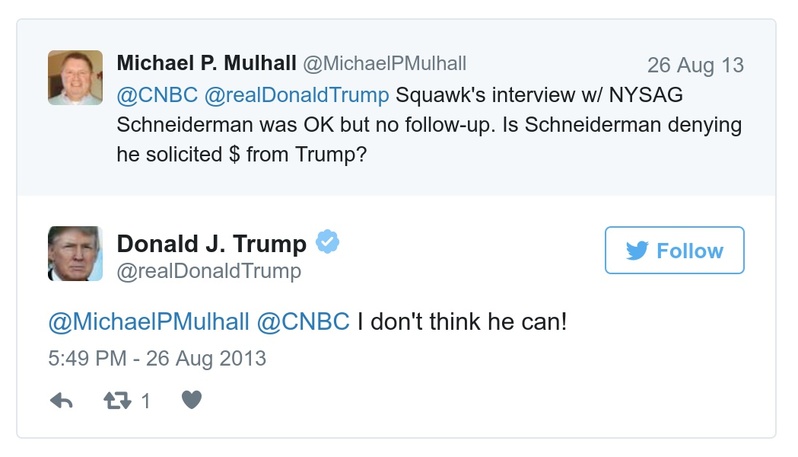 Michael P. Mulhall @MichaelPMulhall 26 Aug 13
@CNBC @realDonaldTrump Squawk's interview w/ NYSAG
Schneiderman was OK but no follow-up. Is Schneiderman denying
he solicited $ from Trump?
Donald J. Trump
@realDonaldTrump
Follow
@MichaelPMulhall @CNBC I don't think he can!
5:49 PM - 26 Aug 2013
1